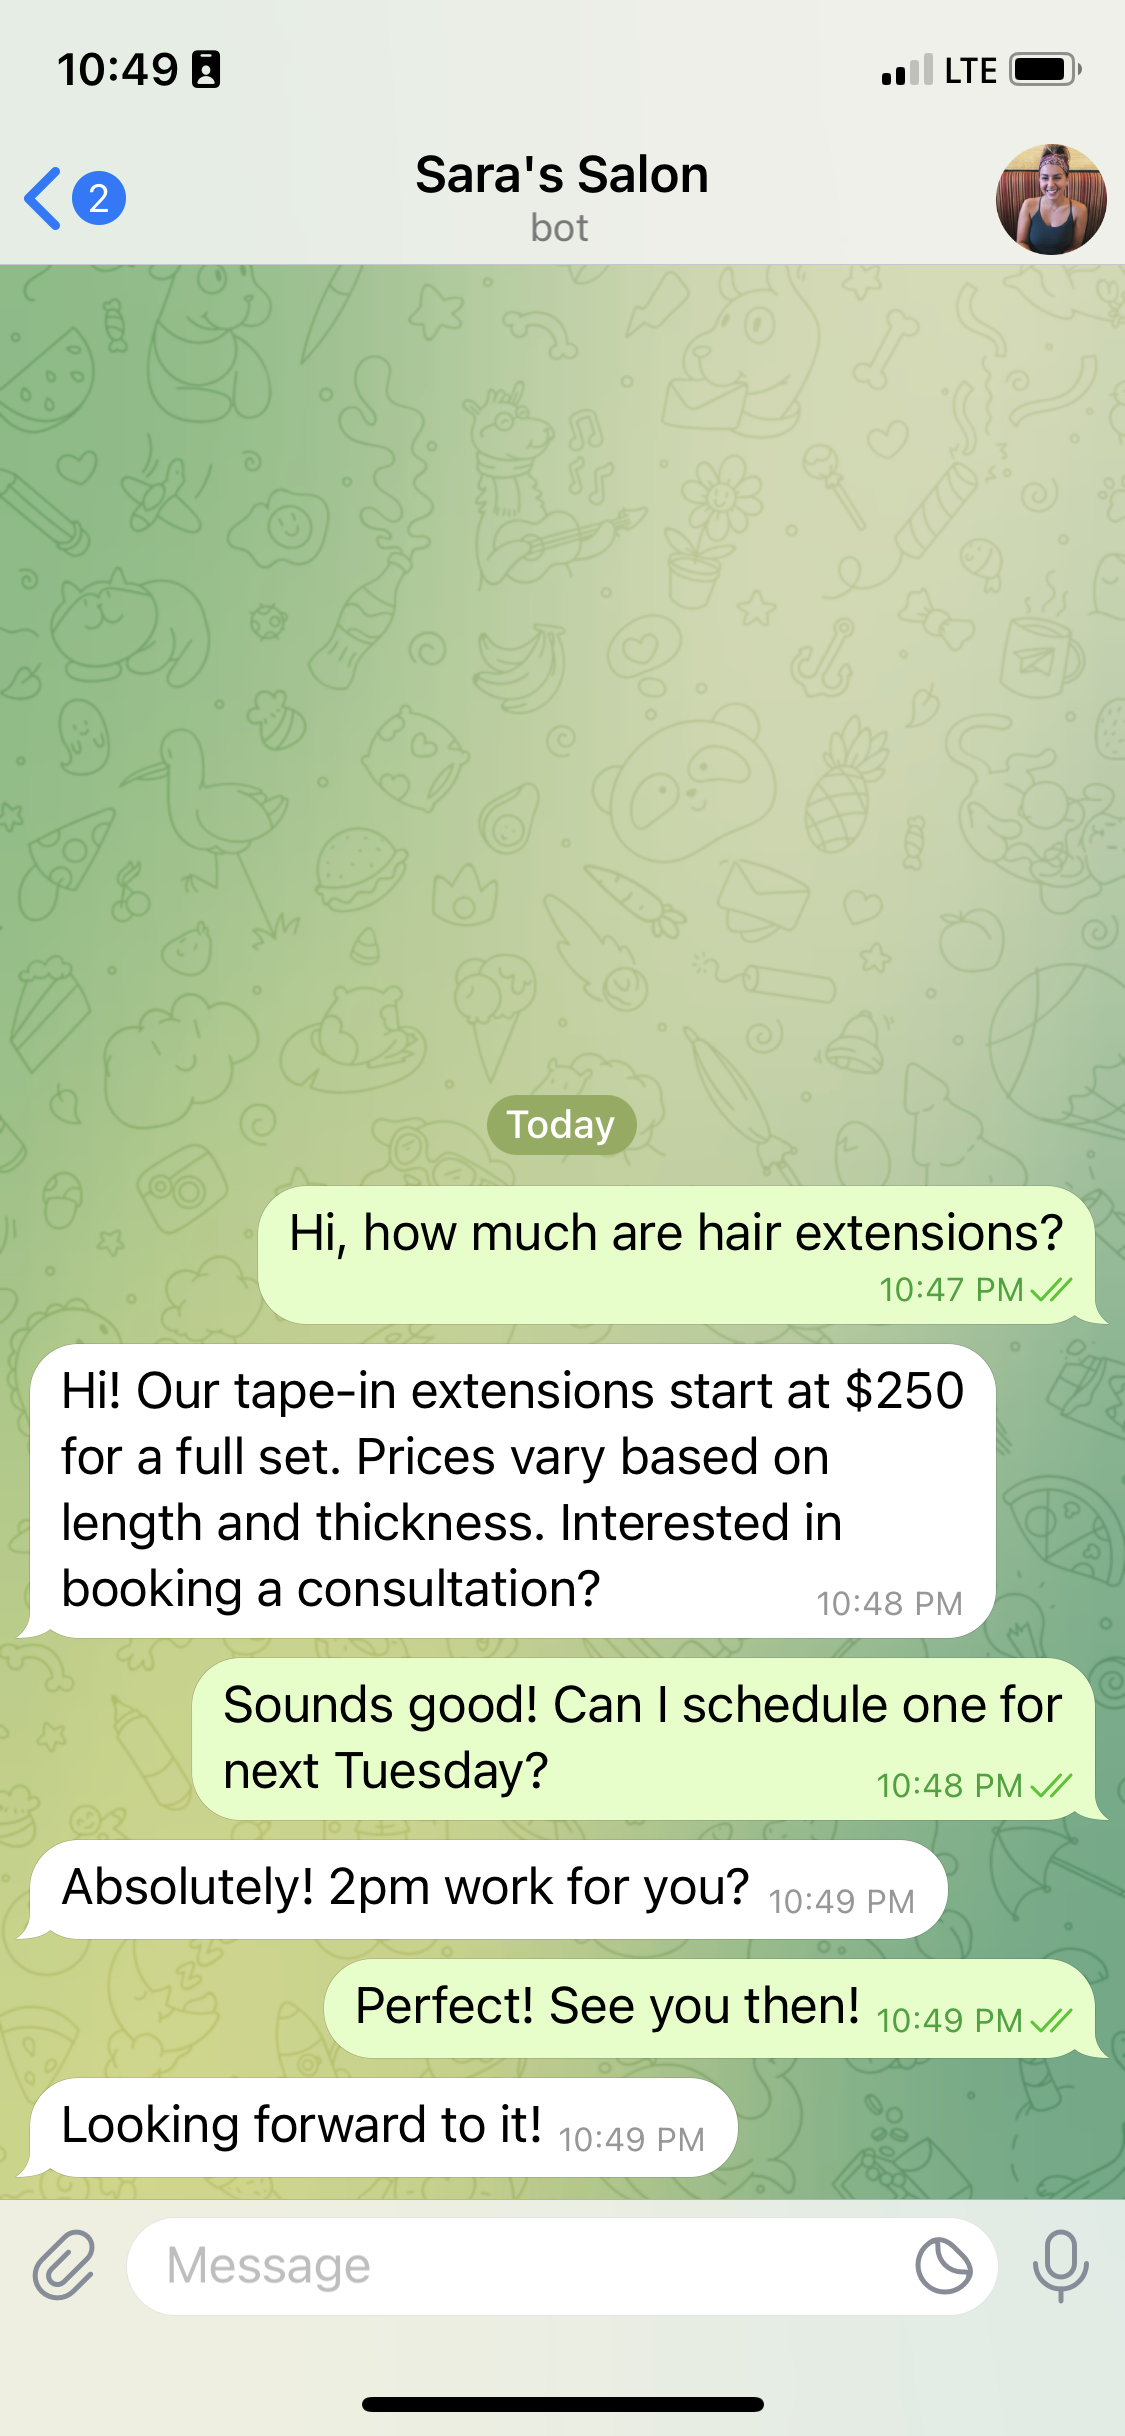 10:49
LTE
2
Sara's Salon
bot
Today
Hi, how much are hair extensions?
10:47 PM
Hi! Our tape-in extensions start at $250
for a full set. Prices vary based on
length and thickness. Interested in
booking a consultation?
10:48 PM
Sounds good! Can I schedule one for
next Tuesday?
10:48 PM
Absolutely! 2pm work for you? 10:49 PM
Perfect! See you then! 10:49 PM
Looking forward to it! 10:49 PM
Message